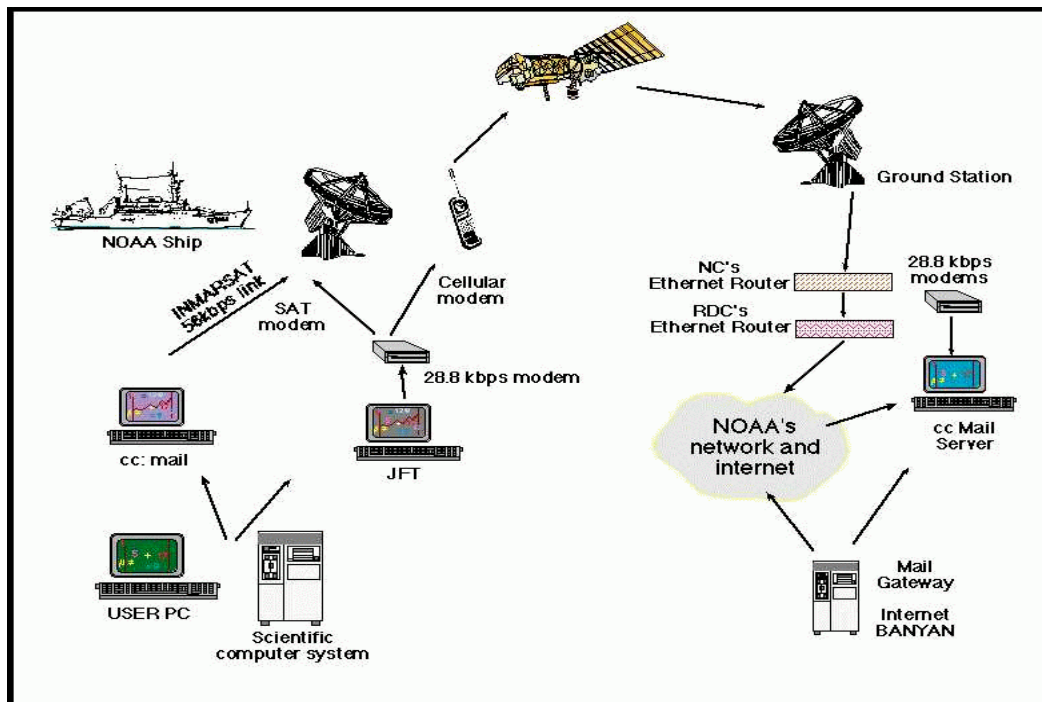 Ground Station
NOAA Ship
INMARSAT
56kbps link
SAT
modem
Cellular
modem
NC's
Ethernet Router
28.8 kbps
modems
RDC's
Ethernet Router
28.8 kbps modem
cc: mail
JFT
NOAA's
network and
internet
cc Mail
Server
USER PC
Scientific
computer system
Mail
Gateway
Internet
BANYAN